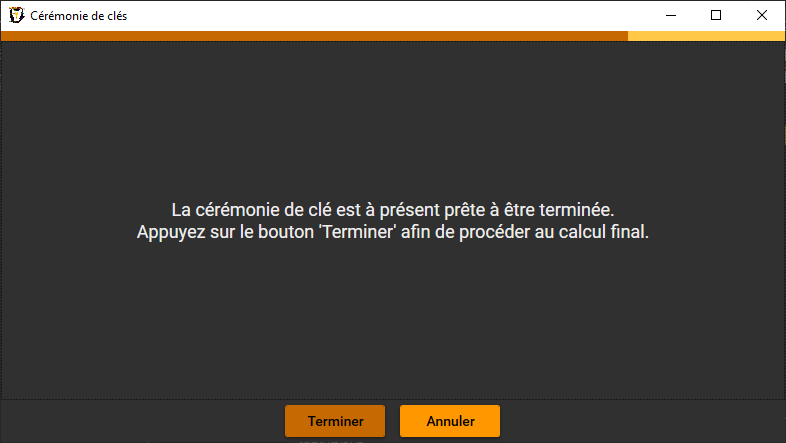 Cérémonie de clés
La cérémonie de clé est à présent prête à être terminée.
Appuyez sur le bouton 'Terminer' afin de procéder au calcul final.
Terminer
Annuler